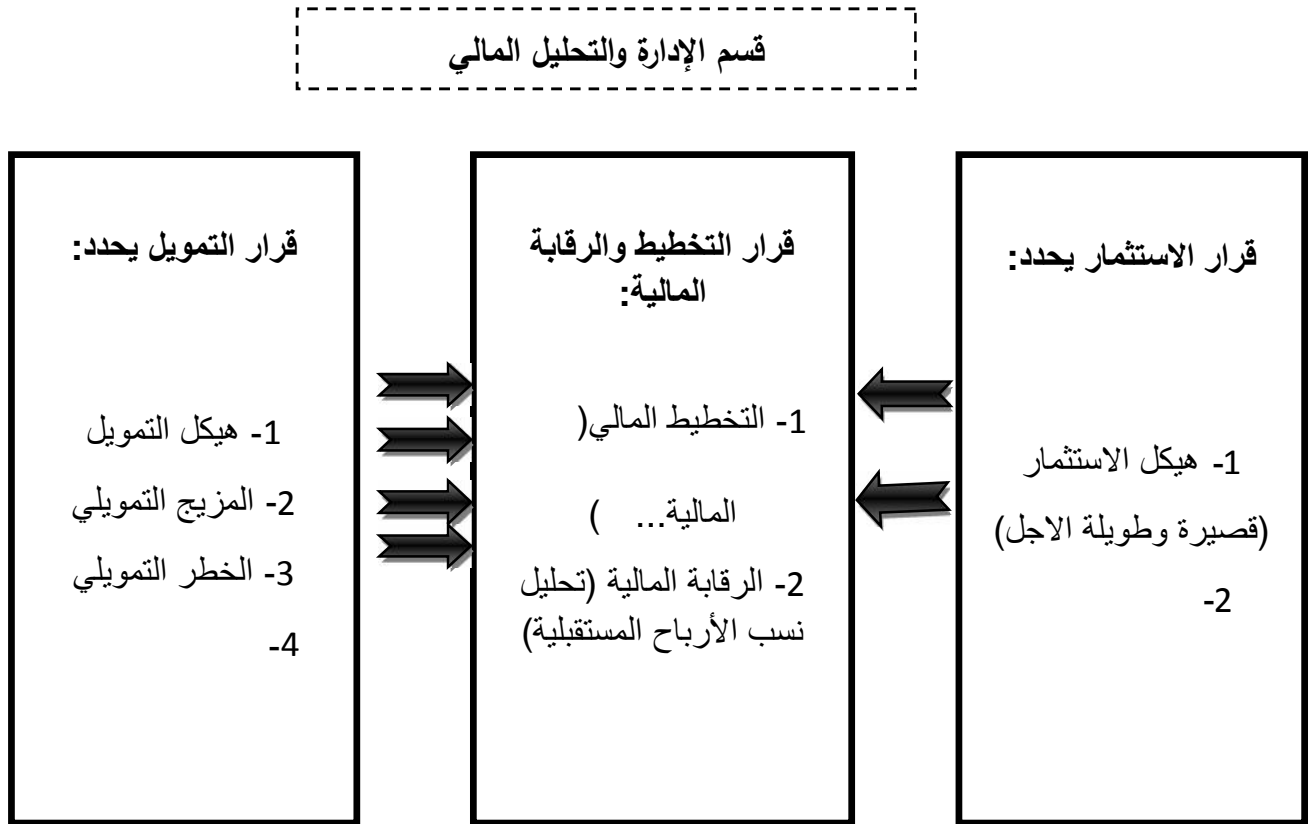 قسم الإدارة والتحليل المالي
قرار الاستثمار يحدد:
1- هيكل الاستثمار
(قصيرة وطويلة الاجل)
2-
قرار التخطيط والرقابة
المالية:
1- التخطيط المالي(
المالية... )
2- الرقابة المالية (تحليل
نسب الأرباح المستقبلية)
قرار التمويل يحدد:
1- هيكل التمويل
2- المزيج التمويلي
3- الخطر التمويلي
4-